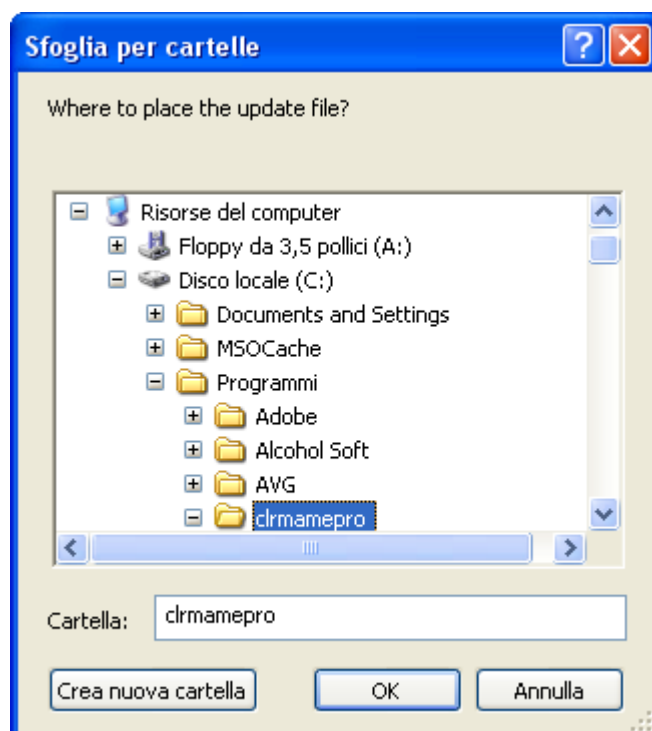 Sfoglia per cartelle
Where to place the update file?
Risorse del computer
Floppy da 3,5 pollici (A:)
Disco locale (C:)
Documents and Settings
MSOCache
Programmi
Adobe
Alcohol Soft
AVG
clrmamepro
Cartella: clrmamepro
Crea nuova cartella OK Annulla